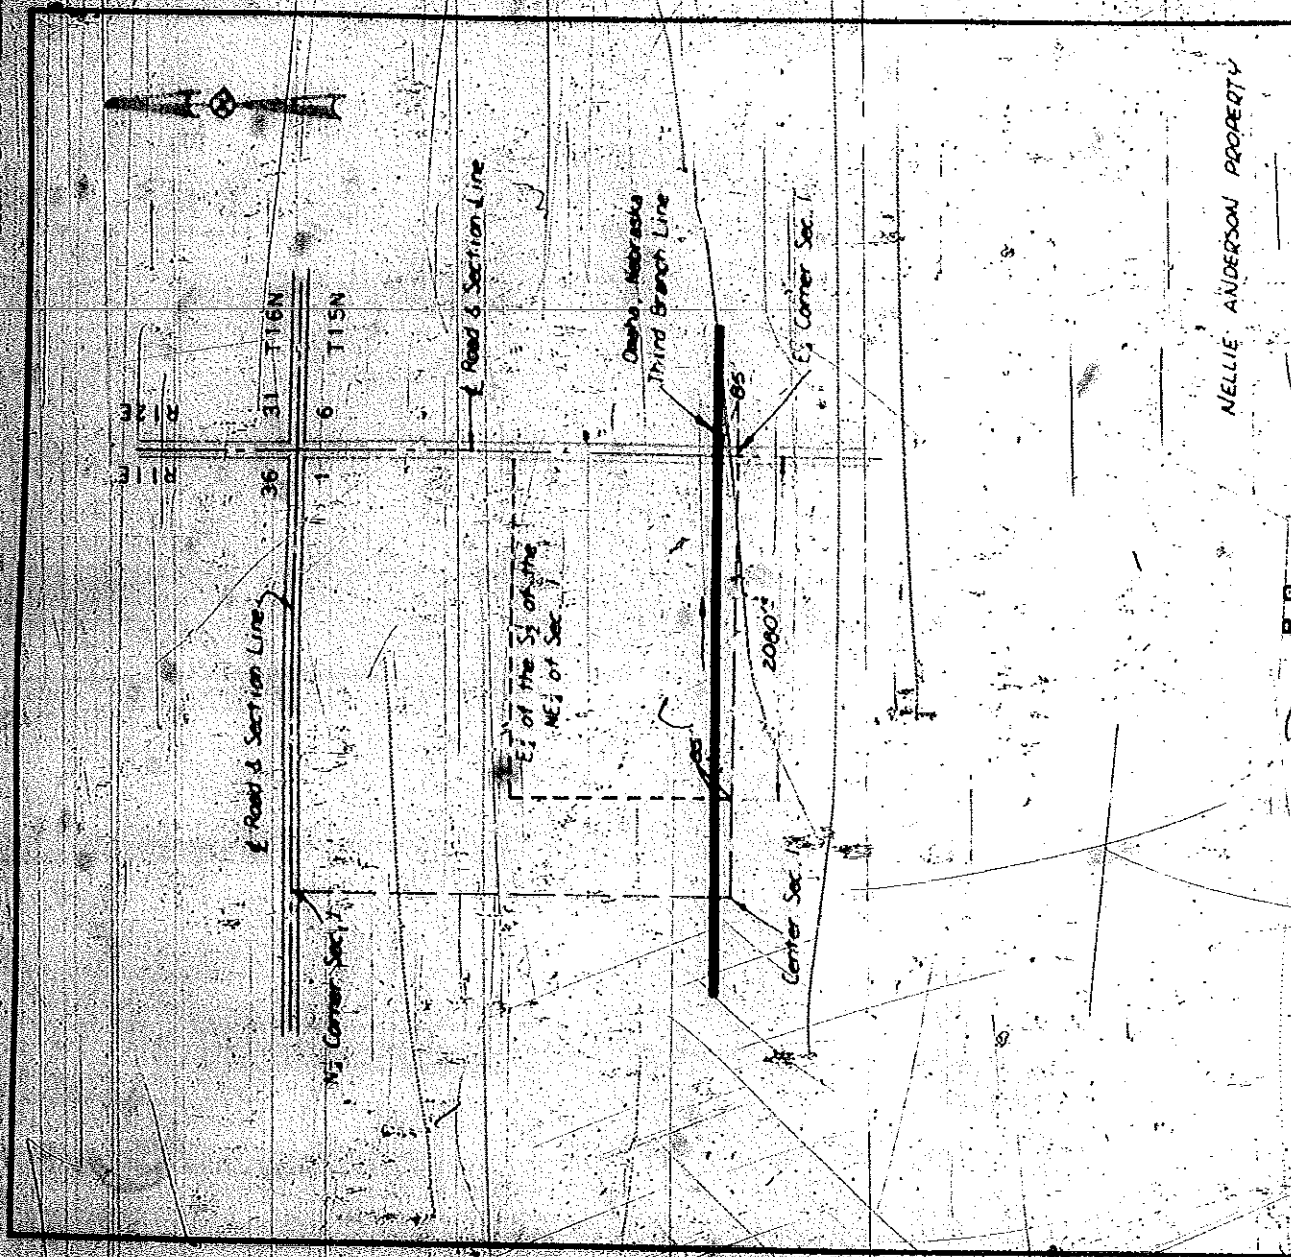 R11E R12E
36 31
T16N
1 6
T15N
℄ Road & Section Line
N¼ Corner Sec. 1
℄ Road & Section Line
E½ of the S½ of the
NE¼ of Sec. 1
Omaha, Nebraska
Third Branch Line
85'
85'
2080'±
Center Sec. 1
E¼ Corner Sec. 1
NELLIE ANDERSON PROPERTY